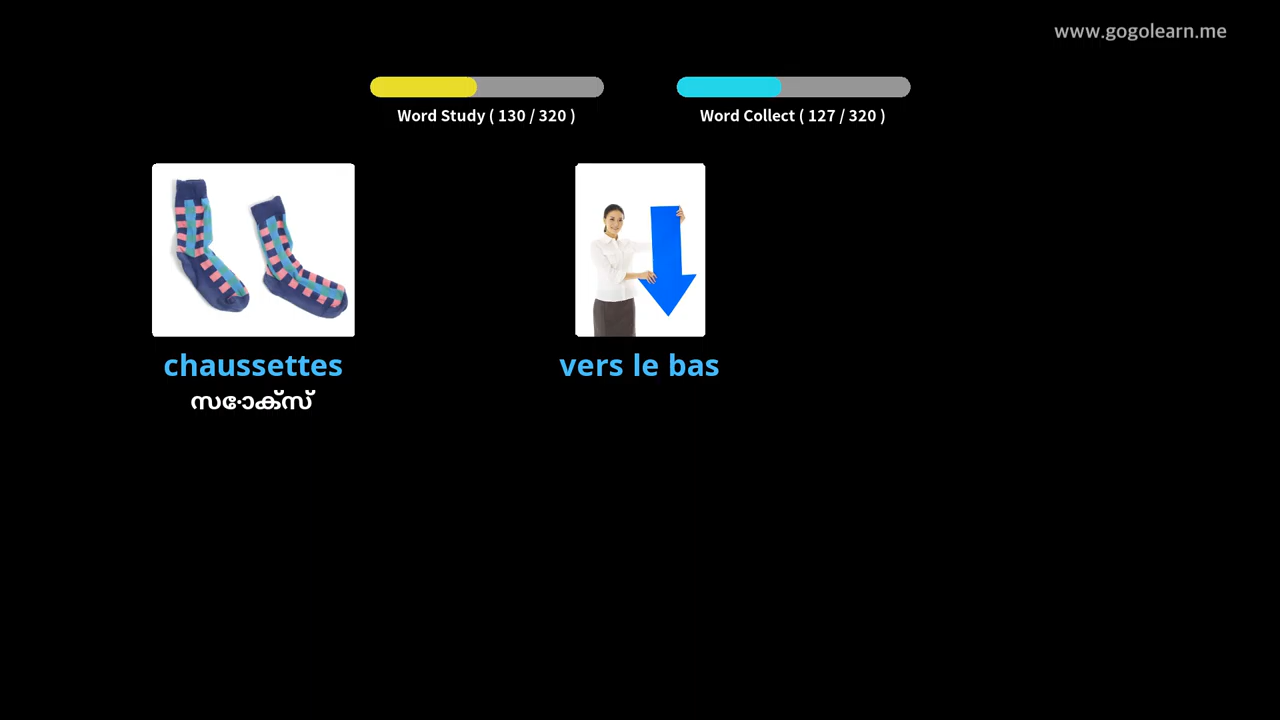 www.gogolearn.me
Word Study ( 130 / 320 )
Word Collect ( 127 / 320 )
chaussettes
vers le bas
സോക്സ്